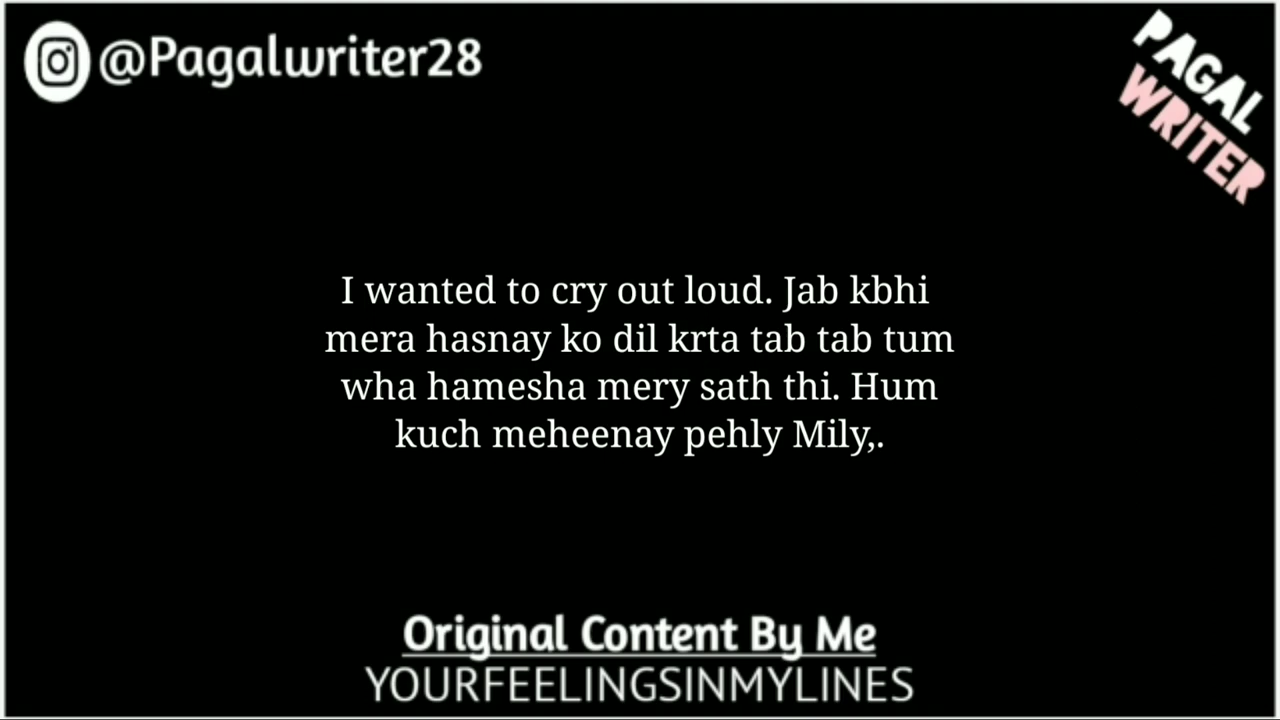 @Pagalwriter28
PAGAL
WRITER
I wanted to cry out loud. Jab kbhi
mera hasnay ko dil krta tab tab tum
wha hamesha mery sath thi. Hum
kuch meheenay pehly Mily,.
Original Content By Me
YOURFEELINGSINMYLINES